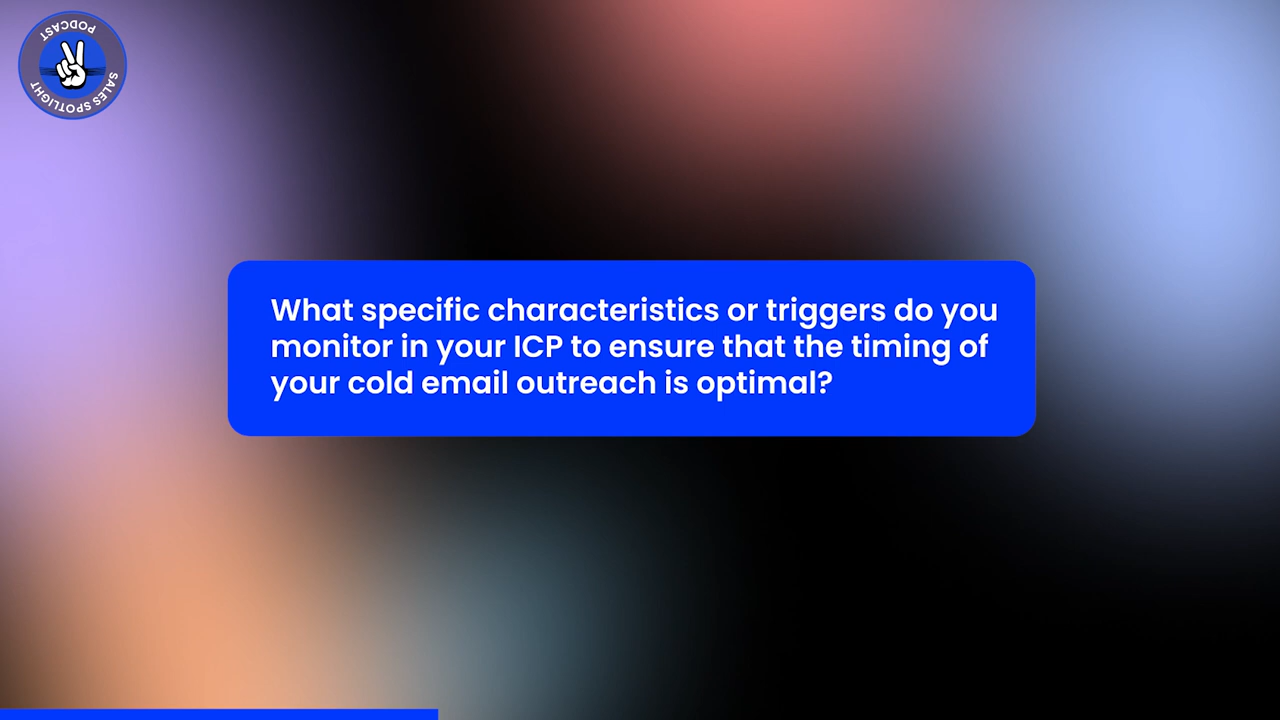 SALES SPOTLIGHT
PODCAST
What specific characteristics or triggers do you
monitor in your ICP to ensure that the timing of
your cold email outreach is optimal?